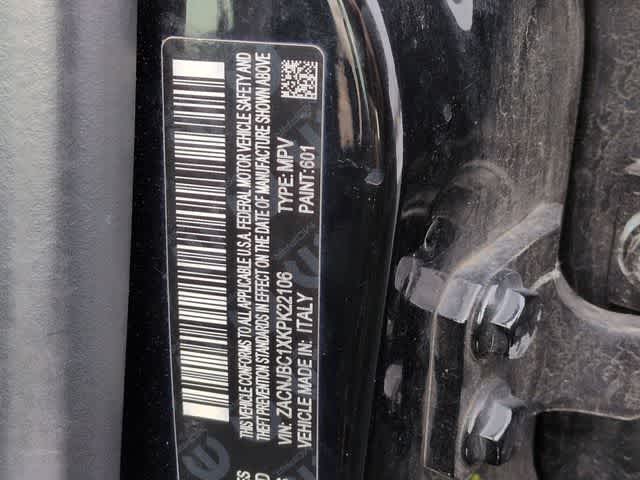 THIS VEHICLE CONFORMS TO ALL APPLICABLE U.S.A. FEDERAL MOTOR VEHICLE SAFETY AND
THEFT PREVENTION STANDARDS IN EFFECT ON THE DATE OF MANUFACTURE SHOWN ABOVE
VIN: ZACNJBC1XKPK22106 TYPE: MPV
VEHICLE MADE IN: ITALY PAINT: 601